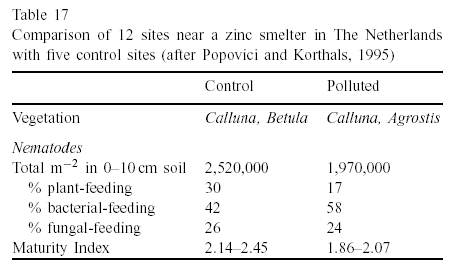 Table 17
Comparison of 12 sites near a zinc smelter in The Netherlands
with five control sites (after Popovici and Korthals, 1995)
Control Polluted
Vegetation Calluna, Betula Calluna, Agrostis
Nematodes
Total m⁻² in 0–10 cm soil 2,520,000 1,970,000
% plant-feeding 30 17
% bacterial-feeding 42 58
% fungal-feeding 26 24
Maturity Index 2.14–2.45 1.86–2.07